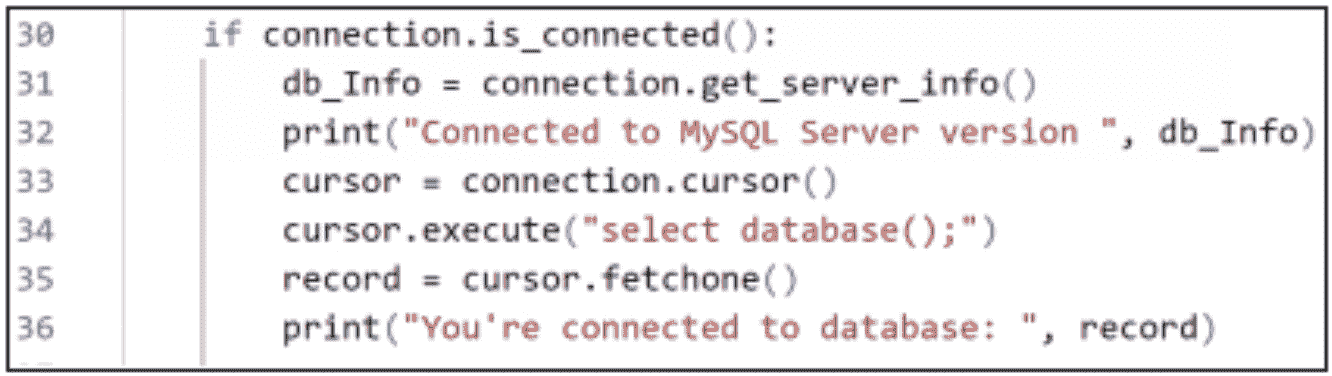 30 if connection.is_connected():
31 db_Info = connection.get_server_info()
32 print("Connected to MySQL Server version ", db_Info)
33 cursor = connection.cursor()
34 cursor.execute("select database();")
35 record = cursor.fetchone()
36 print("You're connected to database: ", record)